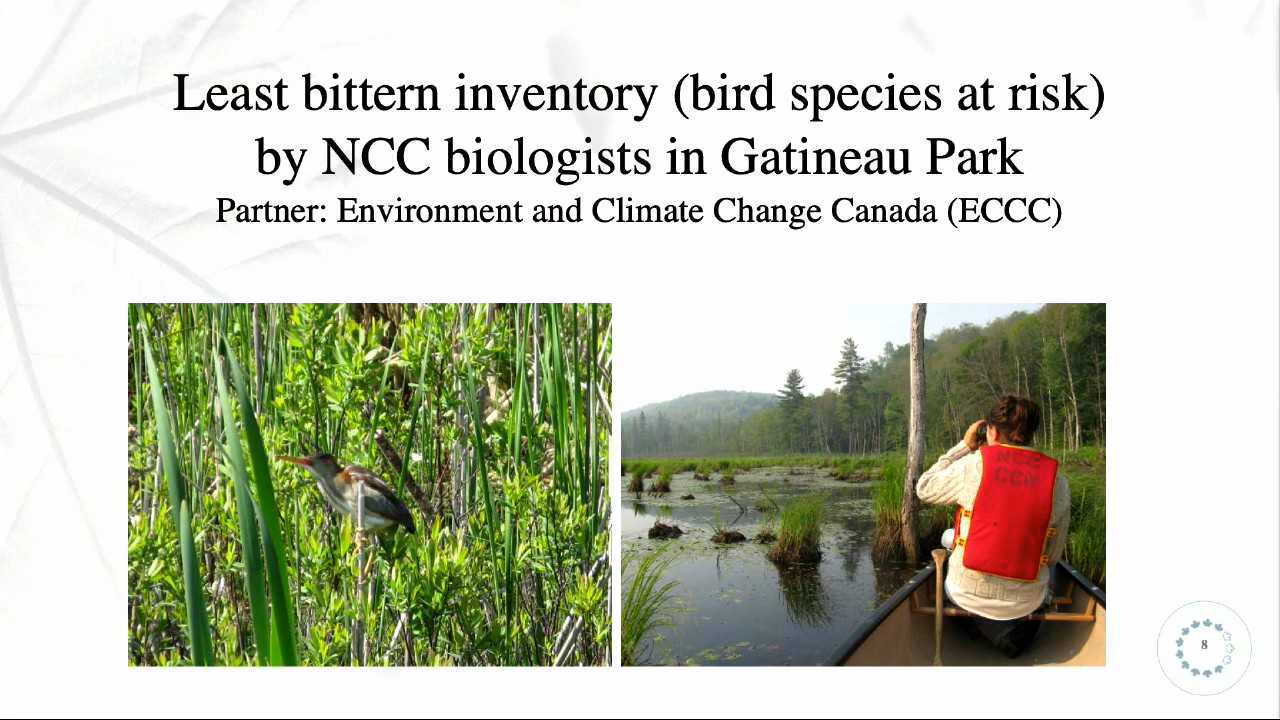 Least bittern inventory (bird species at risk)
by NCC biologists in Gatineau Park
Partner: Environment and Climate Change Canada (ECCC)
NCC
CCN
8